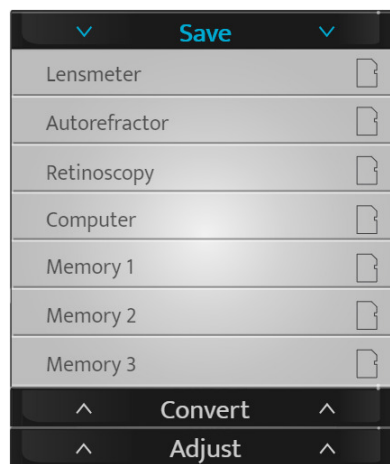 Save
Lensmeter
Autorefractor
Retinoscopy
Computer
Memory 1
Memory 2
Memory 3
Convert
Adjust